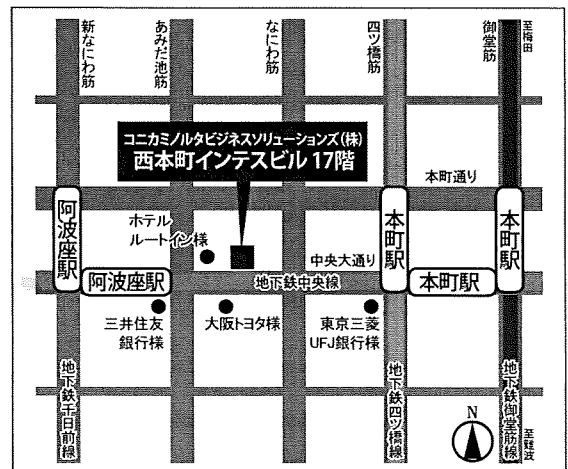 新なにわ筋
あみだ池筋
なにわ筋
四ツ橋筋
御堂筋
至梅田
コニカミノルタビジネスソリューションズ(株)
西本町インテスビル 17階
本町通り
阿波座駅
ホテル
ルートイン様
本町駅
本町駅
中央大通り
阿波座駅
地下鉄中央線
本町駅
三井住友
銀行様
大阪トヨタ様
東京三菱
UFJ銀行様
地下鉄千日前線
地下鉄四ツ橋線
地下鉄御堂筋線
N
至難波